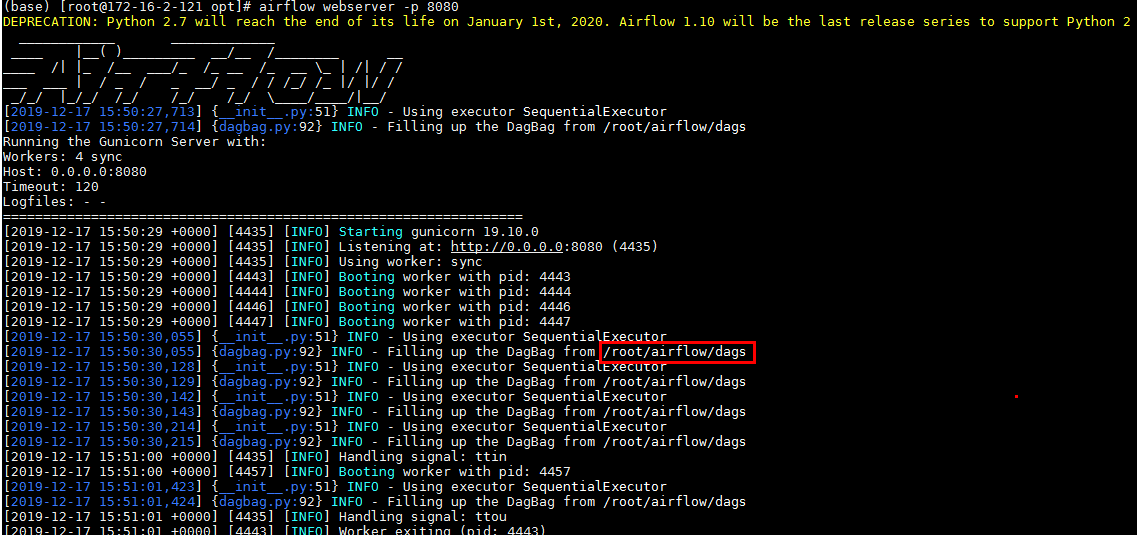 (base) [root@172-16-2-121 opt]# airflow webserver -p 8080
DEPRECATION: Python 2.7 will reach the end of its life on January 1st, 2020. Airflow 1.10 will be the last release series to support Python 2
  ____________       _____________
 ____    |__( )_________  __/__  /________      __
____  /| |_  /__  ___/_  /_ __  /_  __ \_ | /| / /
___  ___ |  / _  /   _  __/ _  / / /_/ /_ |/ |/ /
 _/_/  |_/_/  /_/    /_/    /_/  \____/____/|__/
[2019-12-17 15:50:27,713] {__init__.py:51} INFO - Using executor SequentialExecutor
[2019-12-17 15:50:27,714] {dagbag.py:92} INFO - Filling up the DagBag from /root/airflow/dags
Running the Gunicorn Server with:
Workers: 4 sync
Host: 0.0.0.0:8080
Timeout: 120
Logfiles: - -
=================================================================
[2019-12-17 15:50:29 +0000] [4435] [INFO] Starting gunicorn 19.10.0
[2019-12-17 15:50:29 +0000] [4435] [INFO] Listening at: http://0.0.0.0:8080 (4435)
[2019-12-17 15:50:29 +0000] [4435] [INFO] Using worker: sync
[2019-12-17 15:50:29 +0000] [4443] [INFO] Booting worker with pid: 4443
[2019-12-17 15:50:29 +0000] [4444] [INFO] Booting worker with pid: 4444
[2019-12-17 15:50:29 +0000] [4446] [INFO] Booting worker with pid: 4446
[2019-12-17 15:50:29 +0000] [4447] [INFO] Booting worker with pid: 4447
[2019-12-17 15:50:30,055] {__init__.py:51} INFO - Using executor SequentialExecutor
[2019-12-17 15:50:30,055] {dagbag.py:92} INFO - Filling up the DagBag from /root/airflow/dags
[2019-12-17 15:50:30,128] {__init__.py:51} INFO - Using executor SequentialExecutor
[2019-12-17 15:50:30,129] {dagbag.py:92} INFO - Filling up the DagBag from /root/airflow/dags
[2019-12-17 15:50:30,142] {__init__.py:51} INFO - Using executor SequentialExecutor
[2019-12-17 15:50:30,143] {dagbag.py:92} INFO - Filling up the DagBag from /root/airflow/dags
[2019-12-17 15:50:30,214] {__init__.py:51} INFO - Using executor SequentialExecutor
[2019-12-17 15:50:30,215] {dagbag.py:92} INFO - Filling up the DagBag from /root/airflow/dags
[2019-12-17 15:51:00 +0000] [4435] [INFO] Handling signal: ttin
[2019-12-17 15:51:00 +0000] [4457] [INFO] Booting worker with pid: 4457
[2019-12-17 15:51:01,423] {__init__.py:51} INFO - Using executor SequentialExecutor
[2019-12-17 15:51:01,424] {dagbag.py:92} INFO - Filling up the DagBag from /root/airflow/dags
[2019-12-17 15:51:01 +0000] [4435] [INFO] Handling signal: ttou
[2019-12-17 15:51:01 +0000] [4443] [INFO] Worker exiting (pid: 4443)